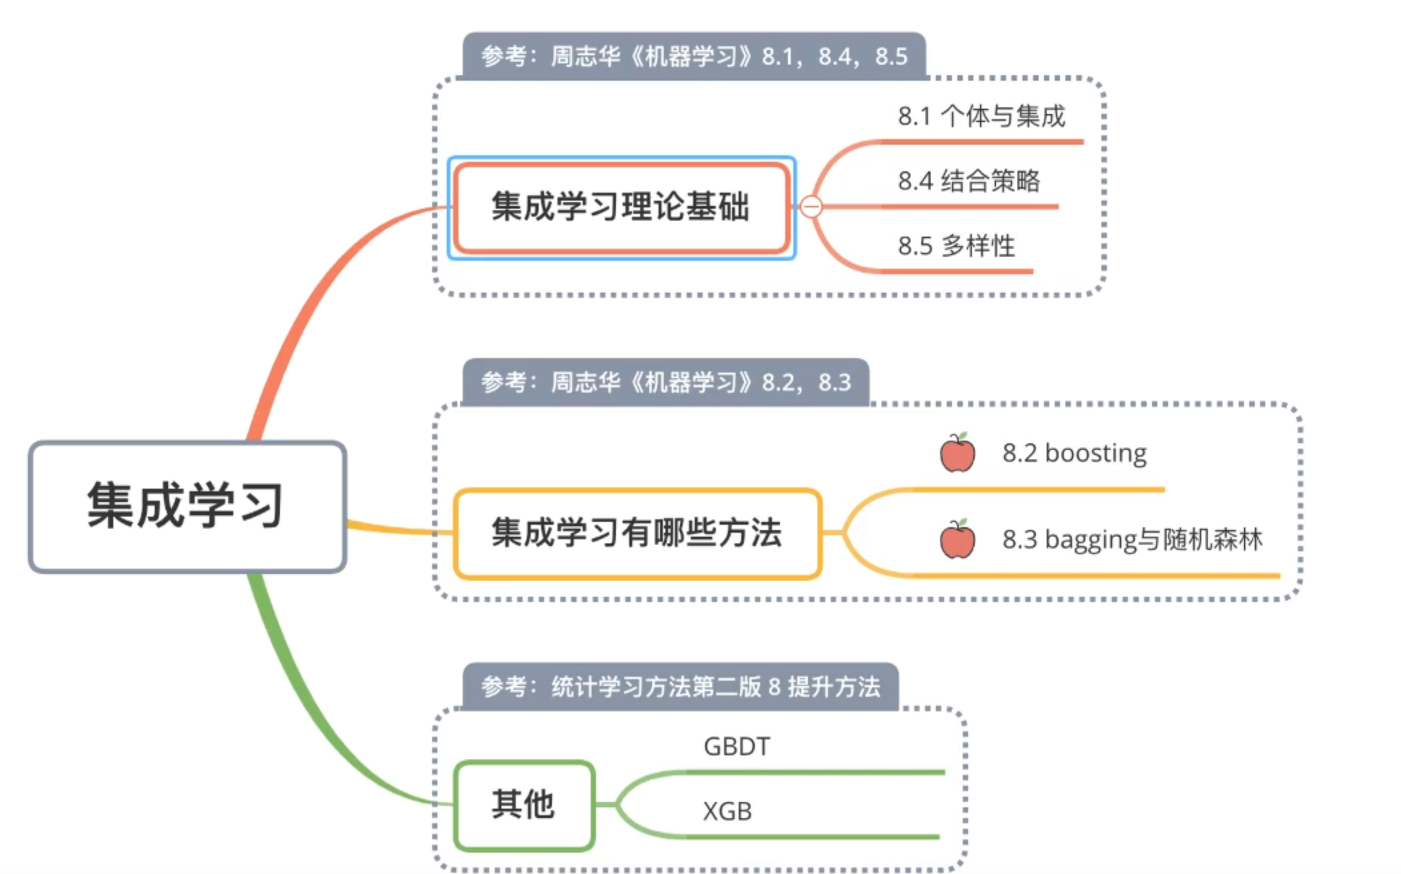 参考：周志华《机器学习》8.1，8.4，8.5
8.1 个体与集成
8.4 结合策略
集成学习理论基础
8.5 多样性
参考：周志华《机器学习》8.2，8.3
8.2 boosting
集成学习
集成学习有哪些方法
8.3 bagging与随机森林
参考：统计学习方法第二版 8 提升方法
GBDT
其他
XGB